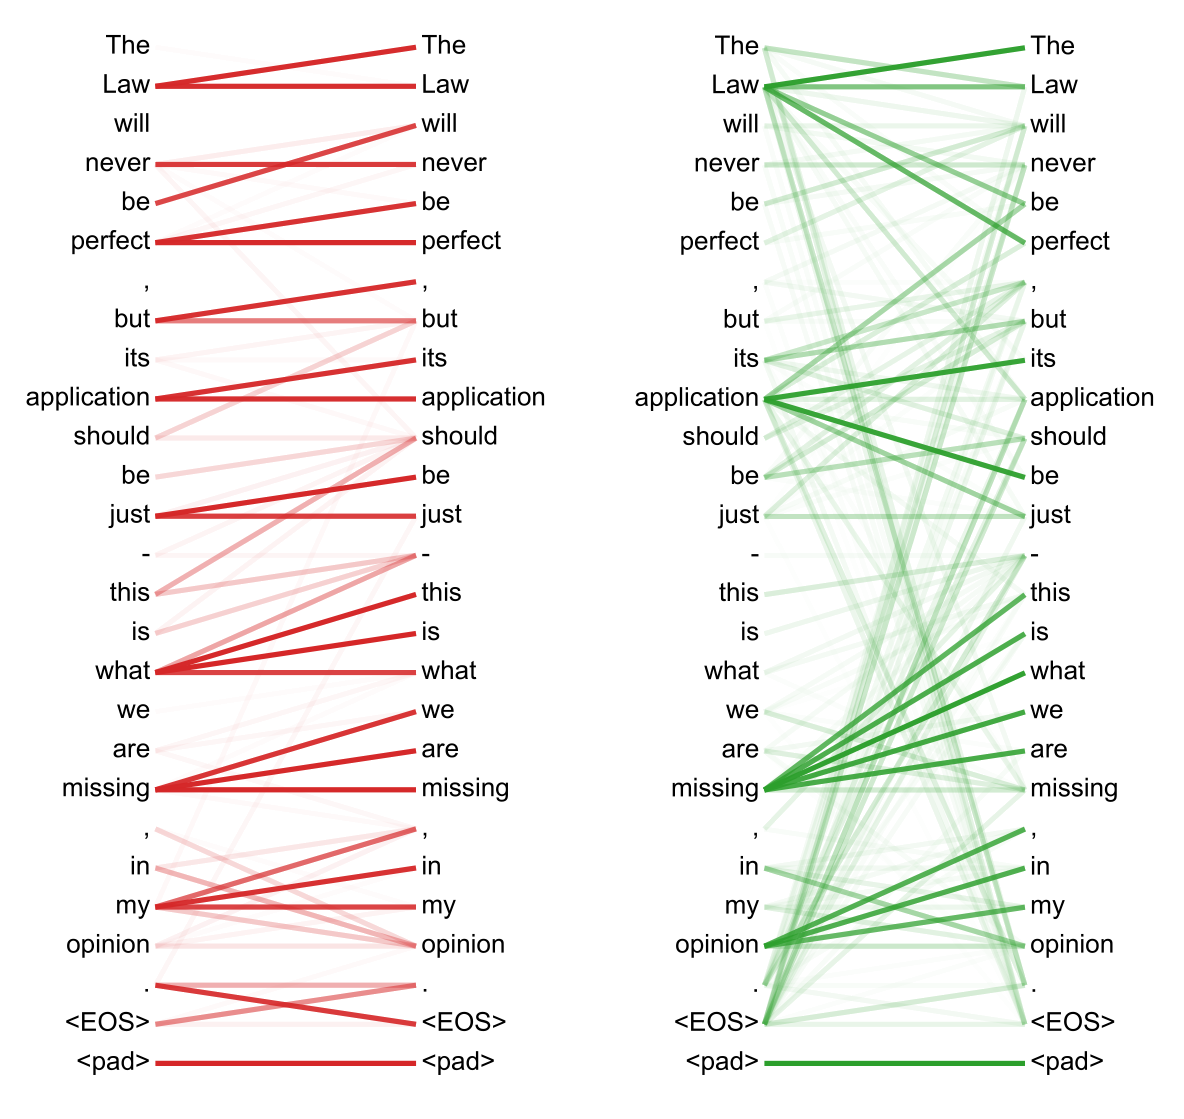 The The The The
Law Law Law Law
will will will will
never never never never
be be be be
perfect perfect perfect perfect
, , , ,
but but but but
its its its its
application application application application
should should should should
be be be be
just just just just
- - - -
this this this this
is is is is
what what what what
we we we we
are are are are
missing missing missing missing
, , , ,
in in in in
my my my my
opinion opinion opinion opinion
. . . .
<EOS> <EOS> <EOS> <EOS>
<pad> <pad> <pad> <pad>